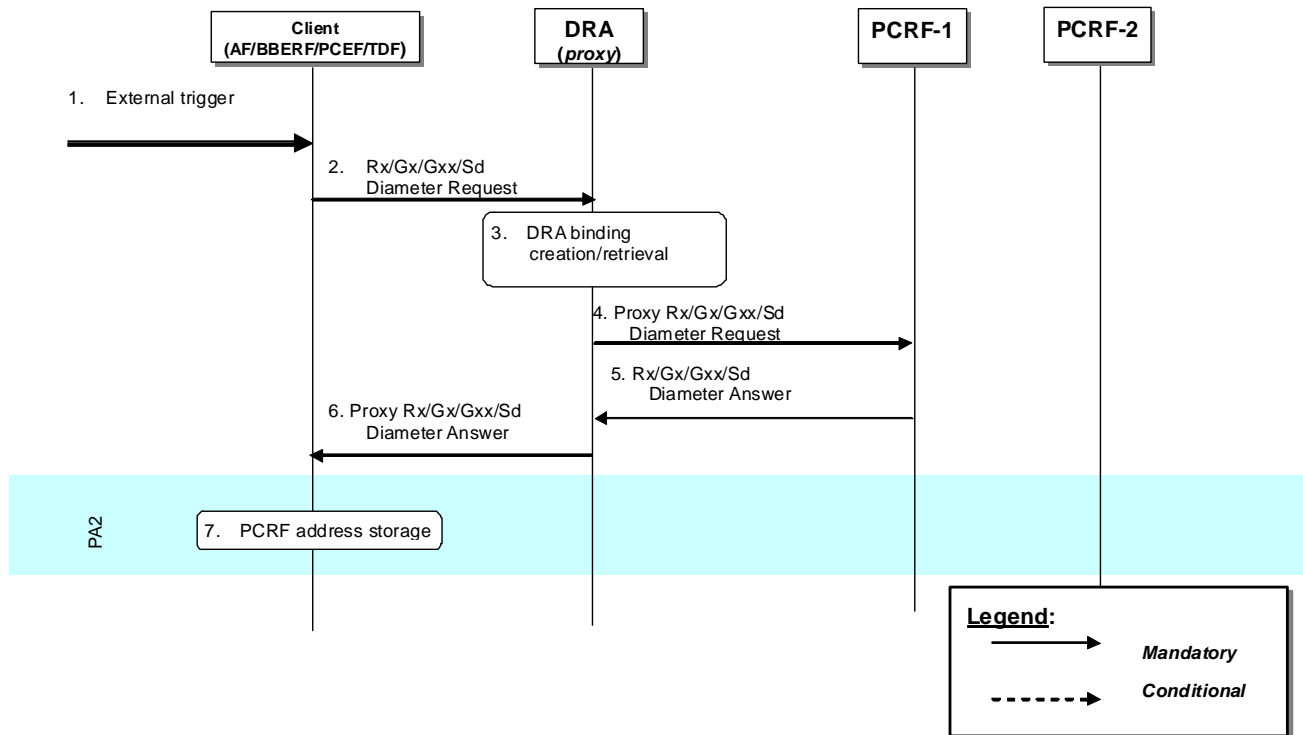 Client
(AF/BBERF/PCEF/TDF)
DRA
(proxy)
PCRF-1
PCRF-2
1. External trigger
2. Rx/Gx/Gxx/Sd
Diameter Request
3. DRA binding
creation/retrieval
4. Proxy Rx/Gx/Gxx/Sd
Diameter Request
5. Rx/Gx/Gxx/Sd
Diameter Answer
6. Proxy Rx/Gx/Gxx/Sd
Diameter Answer
PA2
7. PCRF address storage
Legend:
Mandatory
Conditional